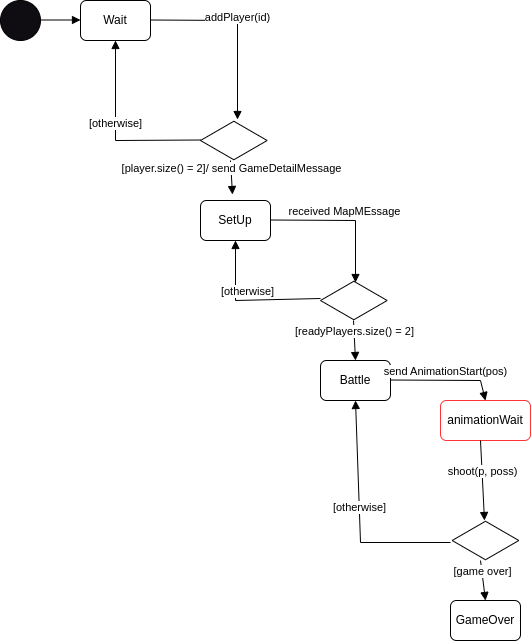 Wait
addPlayer(id)
[otherwise]
[player.size() = 2]/ send GameDetailMessage
SetUp
received MapMEssage
[otherwise]
[readyPlayers.size() = 2]
Battle
send AnimationStart(pos)
animationWait
shoot(p, poss)
[otherwise]
[game over]
GameOver